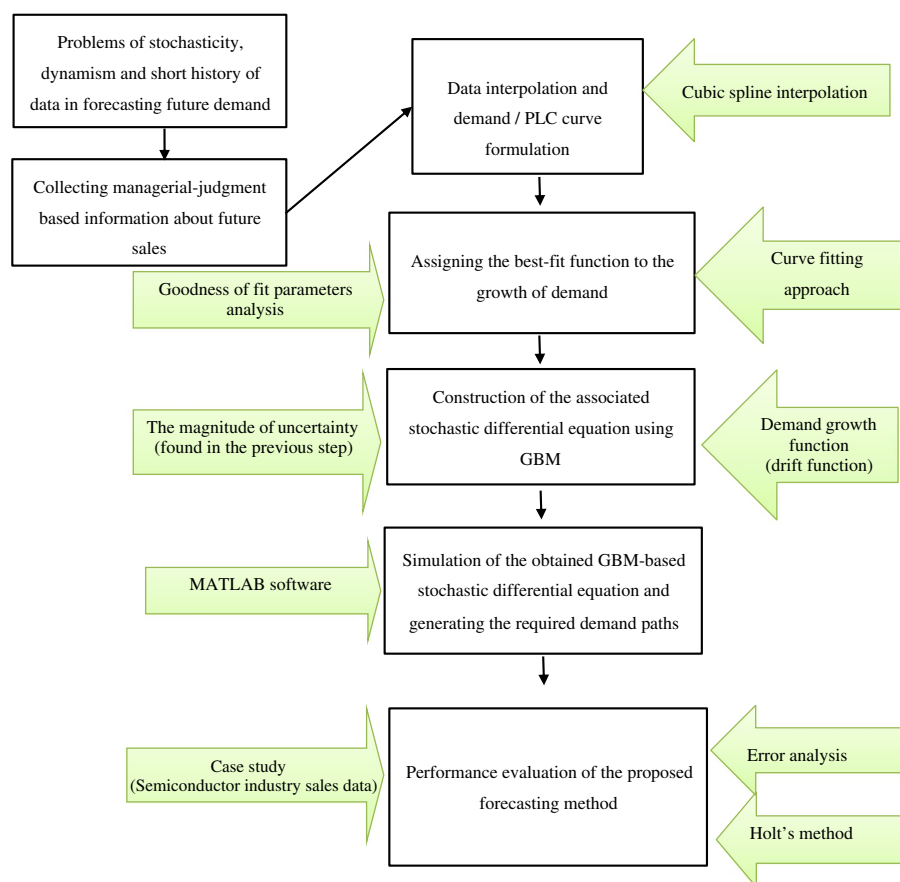 Problems of stochasticity,
dynamism and short history of
data in forecasting future demand
Collecting managerial-judgment
based information about future
sales
Data interpolation and
demand / PLC curve
formulation
Cubic spline interpolation
Assigning the best-fit function to the
growth of demand
Goodness of fit parameters
analysis
Curve fitting
approach
Construction of the associated
stochastic differential equation using
GBM
The magnitude of uncertainty
(found in the previous step)
Demand growth
function
(drift function)
Simulation of the obtained GBM-based
stochastic differential equation and
generating the required demand paths
MATLAB software
Performance evaluation of the proposed
forecasting method
Case study
(Semiconductor industry sales data)
Error analysis
Holt's method